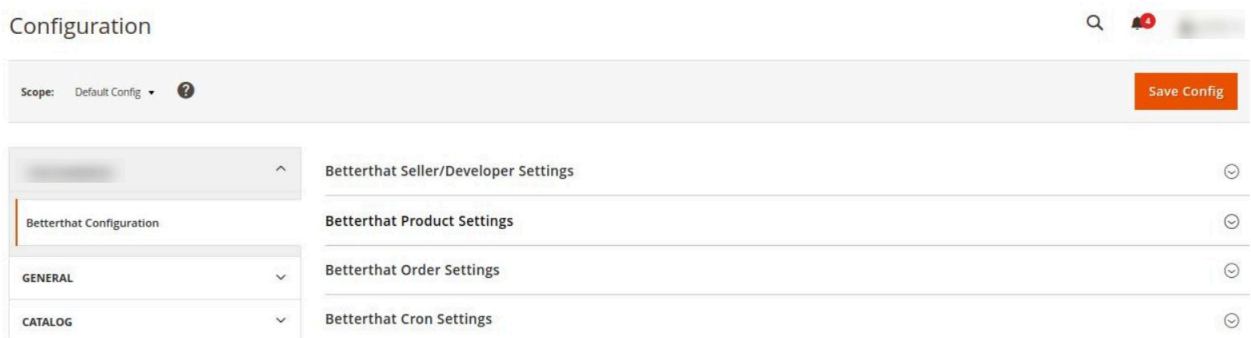 Configuration
4
Scope: Default Config
Save Config
Betterthat Seller/Developer Settings
Betterthat Configuration
Betterthat Product Settings
Betterthat Order Settings
GENERAL
CATALOG
Betterthat Cron Settings